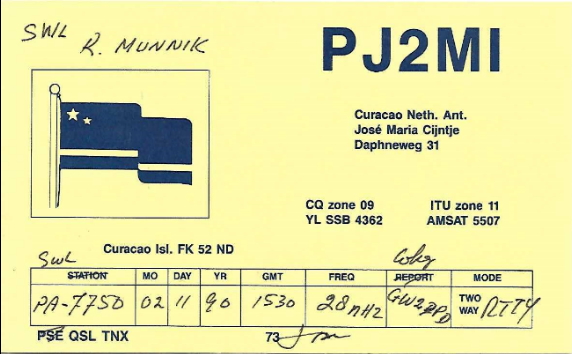 SWL R. MUNNIK
PJ2MI
Curacao Neth. Ant.
José Maria Cijntje
Daphneweg 31
CQ zone 09 ITU zone 11
YL SSB 4362 AMSAT 5507
Curacao Isl. FK 52 ND
SWL Wkg
STATION MO DAY YR GMT FREQ REPORT MODE
PA-7750 02 11 90 1530 28 MHz TWO WAY RTTY
PSE QSL TNX 73